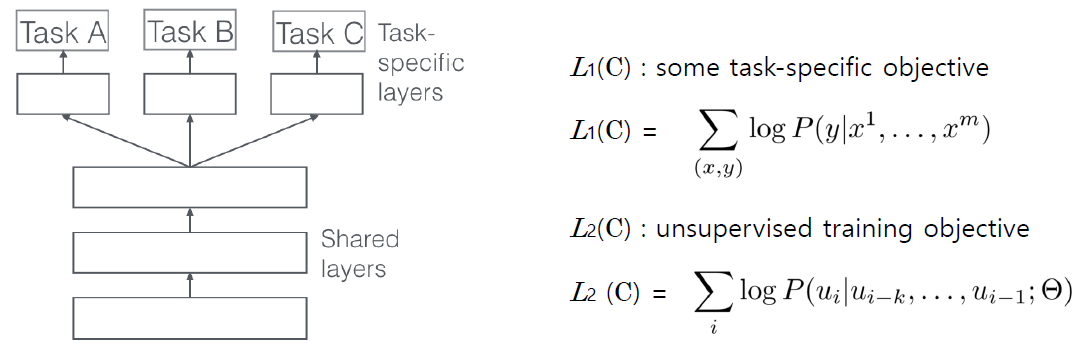 Task A
Task B
Task C
Task-
specific
layers
Shared
layers
L1(C) : some task-specific objective
L1(C) = ∑(x,y) log P(y|x¹, . . . , xᵐ)
L2(C) : unsupervised training objective
L2 (C) = ∑i log P(uᵢ|uᵢ₋ₖ, . . . , uᵢ₋₁; Θ)